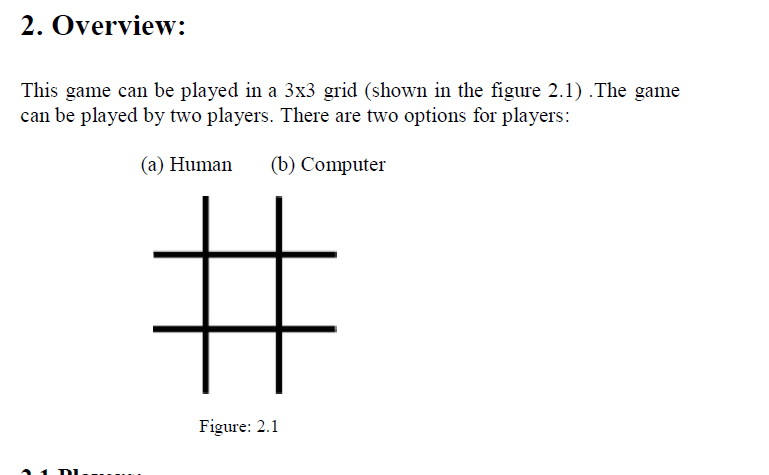 2. Overview:
This game can be played in a 3x3 grid (shown in the figure 2.1) .The game
can be played by two players. There are two options for players:
(a) Human (b) Computer
Figure: 2.1